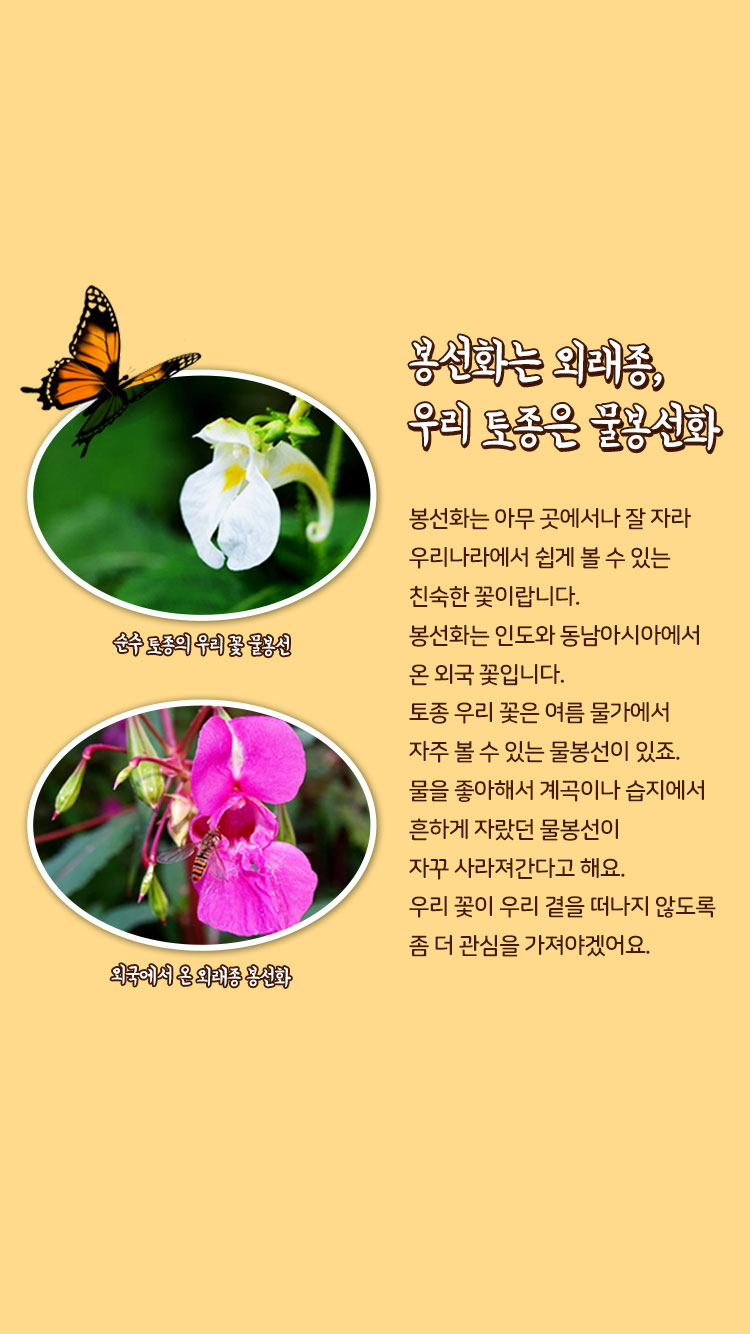 봉선화는 외래종,
우리 토종은 물봉선화
순수 토종의 우리 꽃 물봉선
외국에서 온 외래종 봉선화
봉선화는 아무 곳에서나 잘 자라
우리나라에서 쉽게 볼 수 있는
친숙한 꽃이랍니다.
봉선화는 인도와 동남아시아에서
온 외국 꽃입니다.
토종 우리 꽃은 여름 물가에서
자주 볼 수 있는 물봉선이 있죠.
물을 좋아해서 계곡이나 습지에서
흔하게 자랐던 물봉선이
자꾸 사라져간다고 해요.
우리 꽃이 우리 곁을 떠나지 않도록
좀 더 관심을 가져야겠어요.